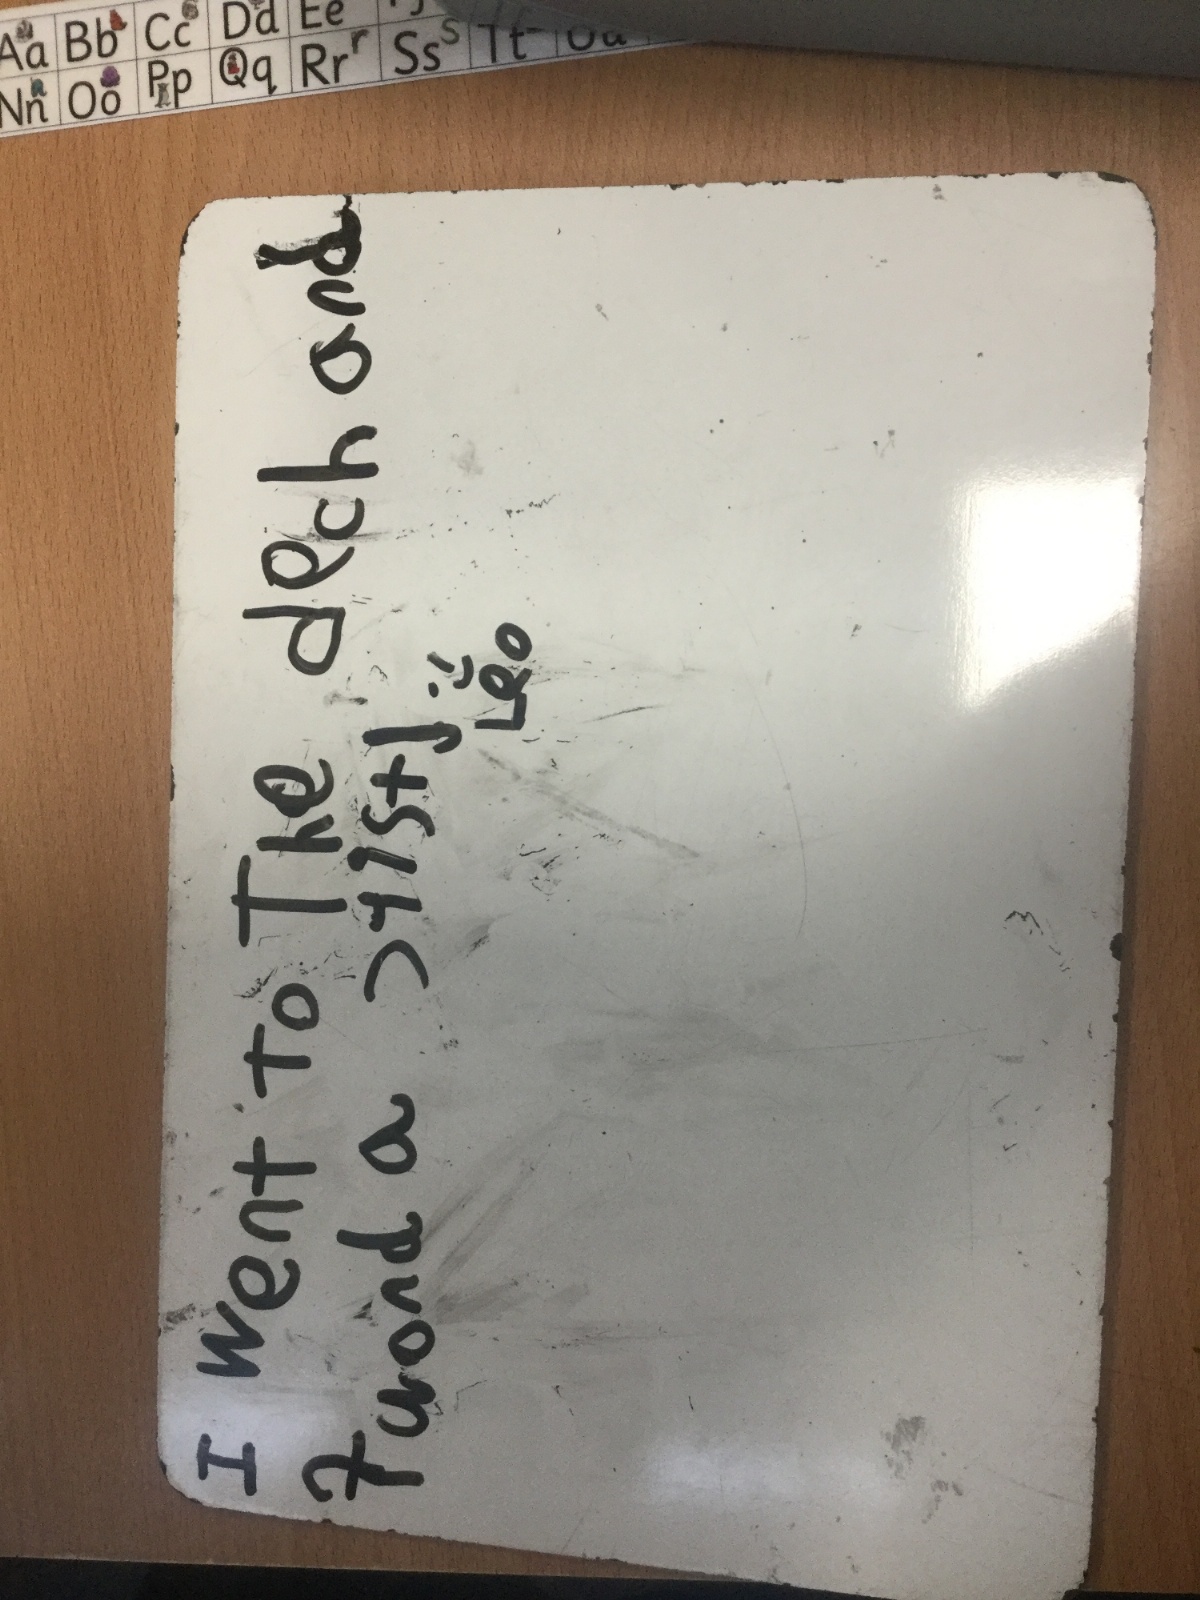 Aa Bb Cc Dd Ee
Nn Oo Pp Qq Rr r Ss s Tt Uu
I went to The dech and
fuond a
Leo